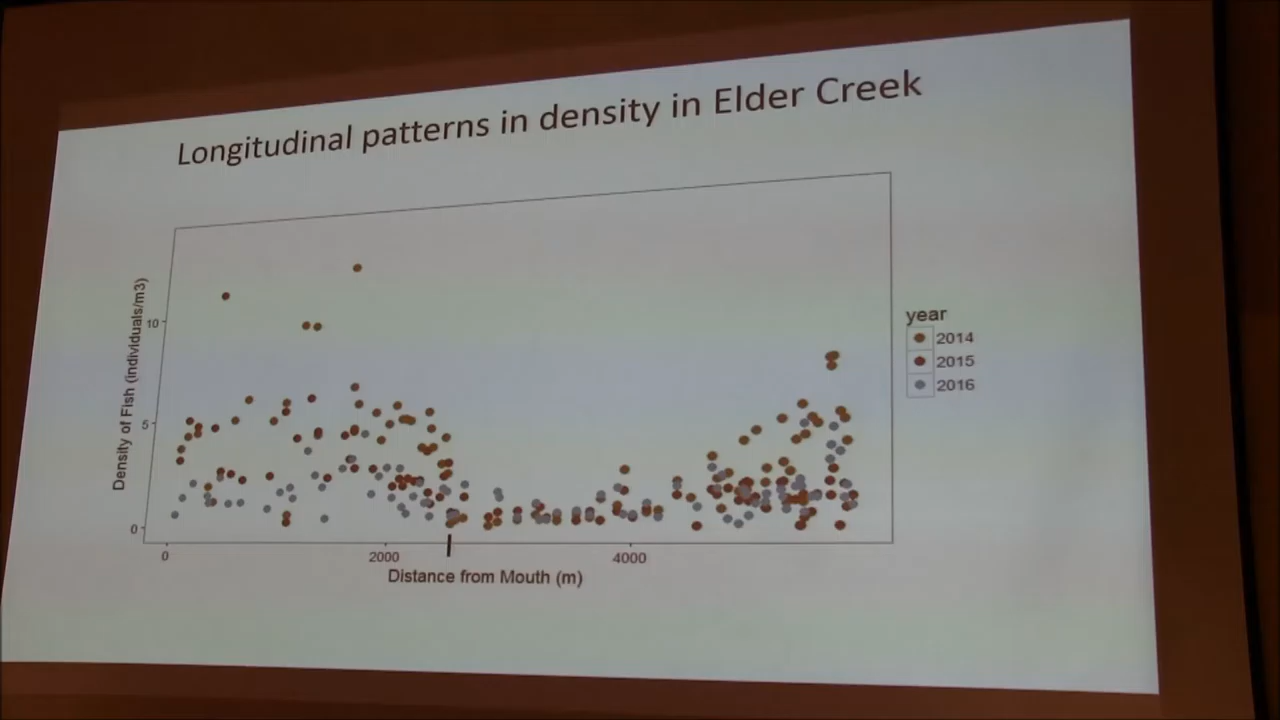 Longitudinal patterns in density in Elder Creek
Density of Fish (individuals/m3)
10
5
0
0
2000
4000
Distance from Mouth (m)
year
2014
2015
2016